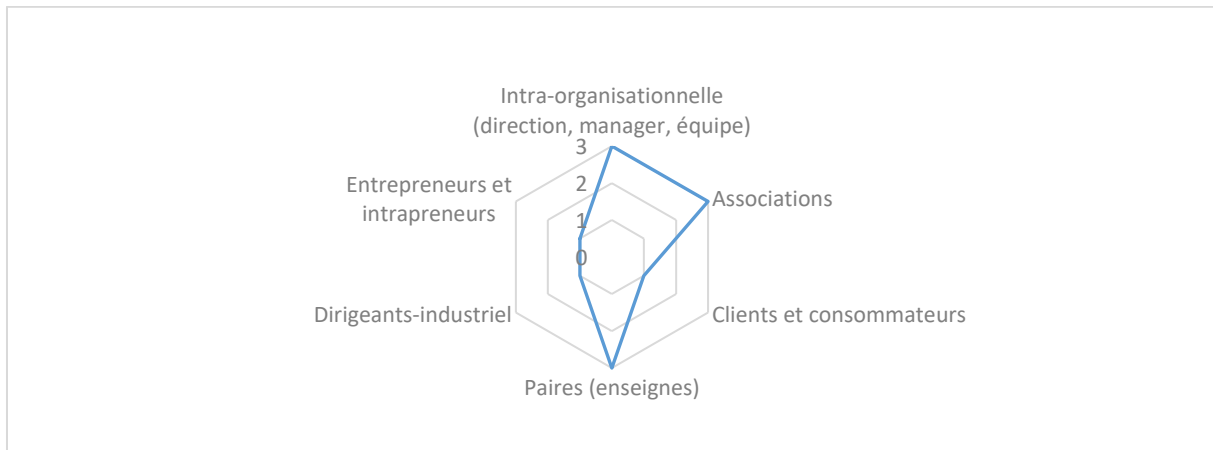 Intra-organisationnelle
(direction, manager, équipe)
3
2
1
0
Entrepreneurs et
intrapreneurs
Associations
Dirigeants-industriel
Clients et consommateurs
Paires (enseignes)